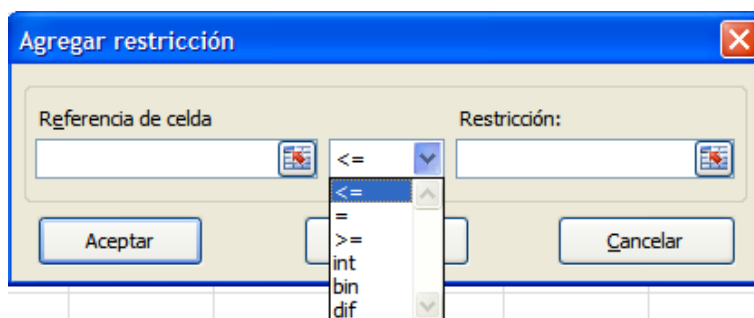 Agregar restricción
Referencia de celda
Restricción:
<=
<=
=
>=
int
bin
dif
Aceptar
Cancelar